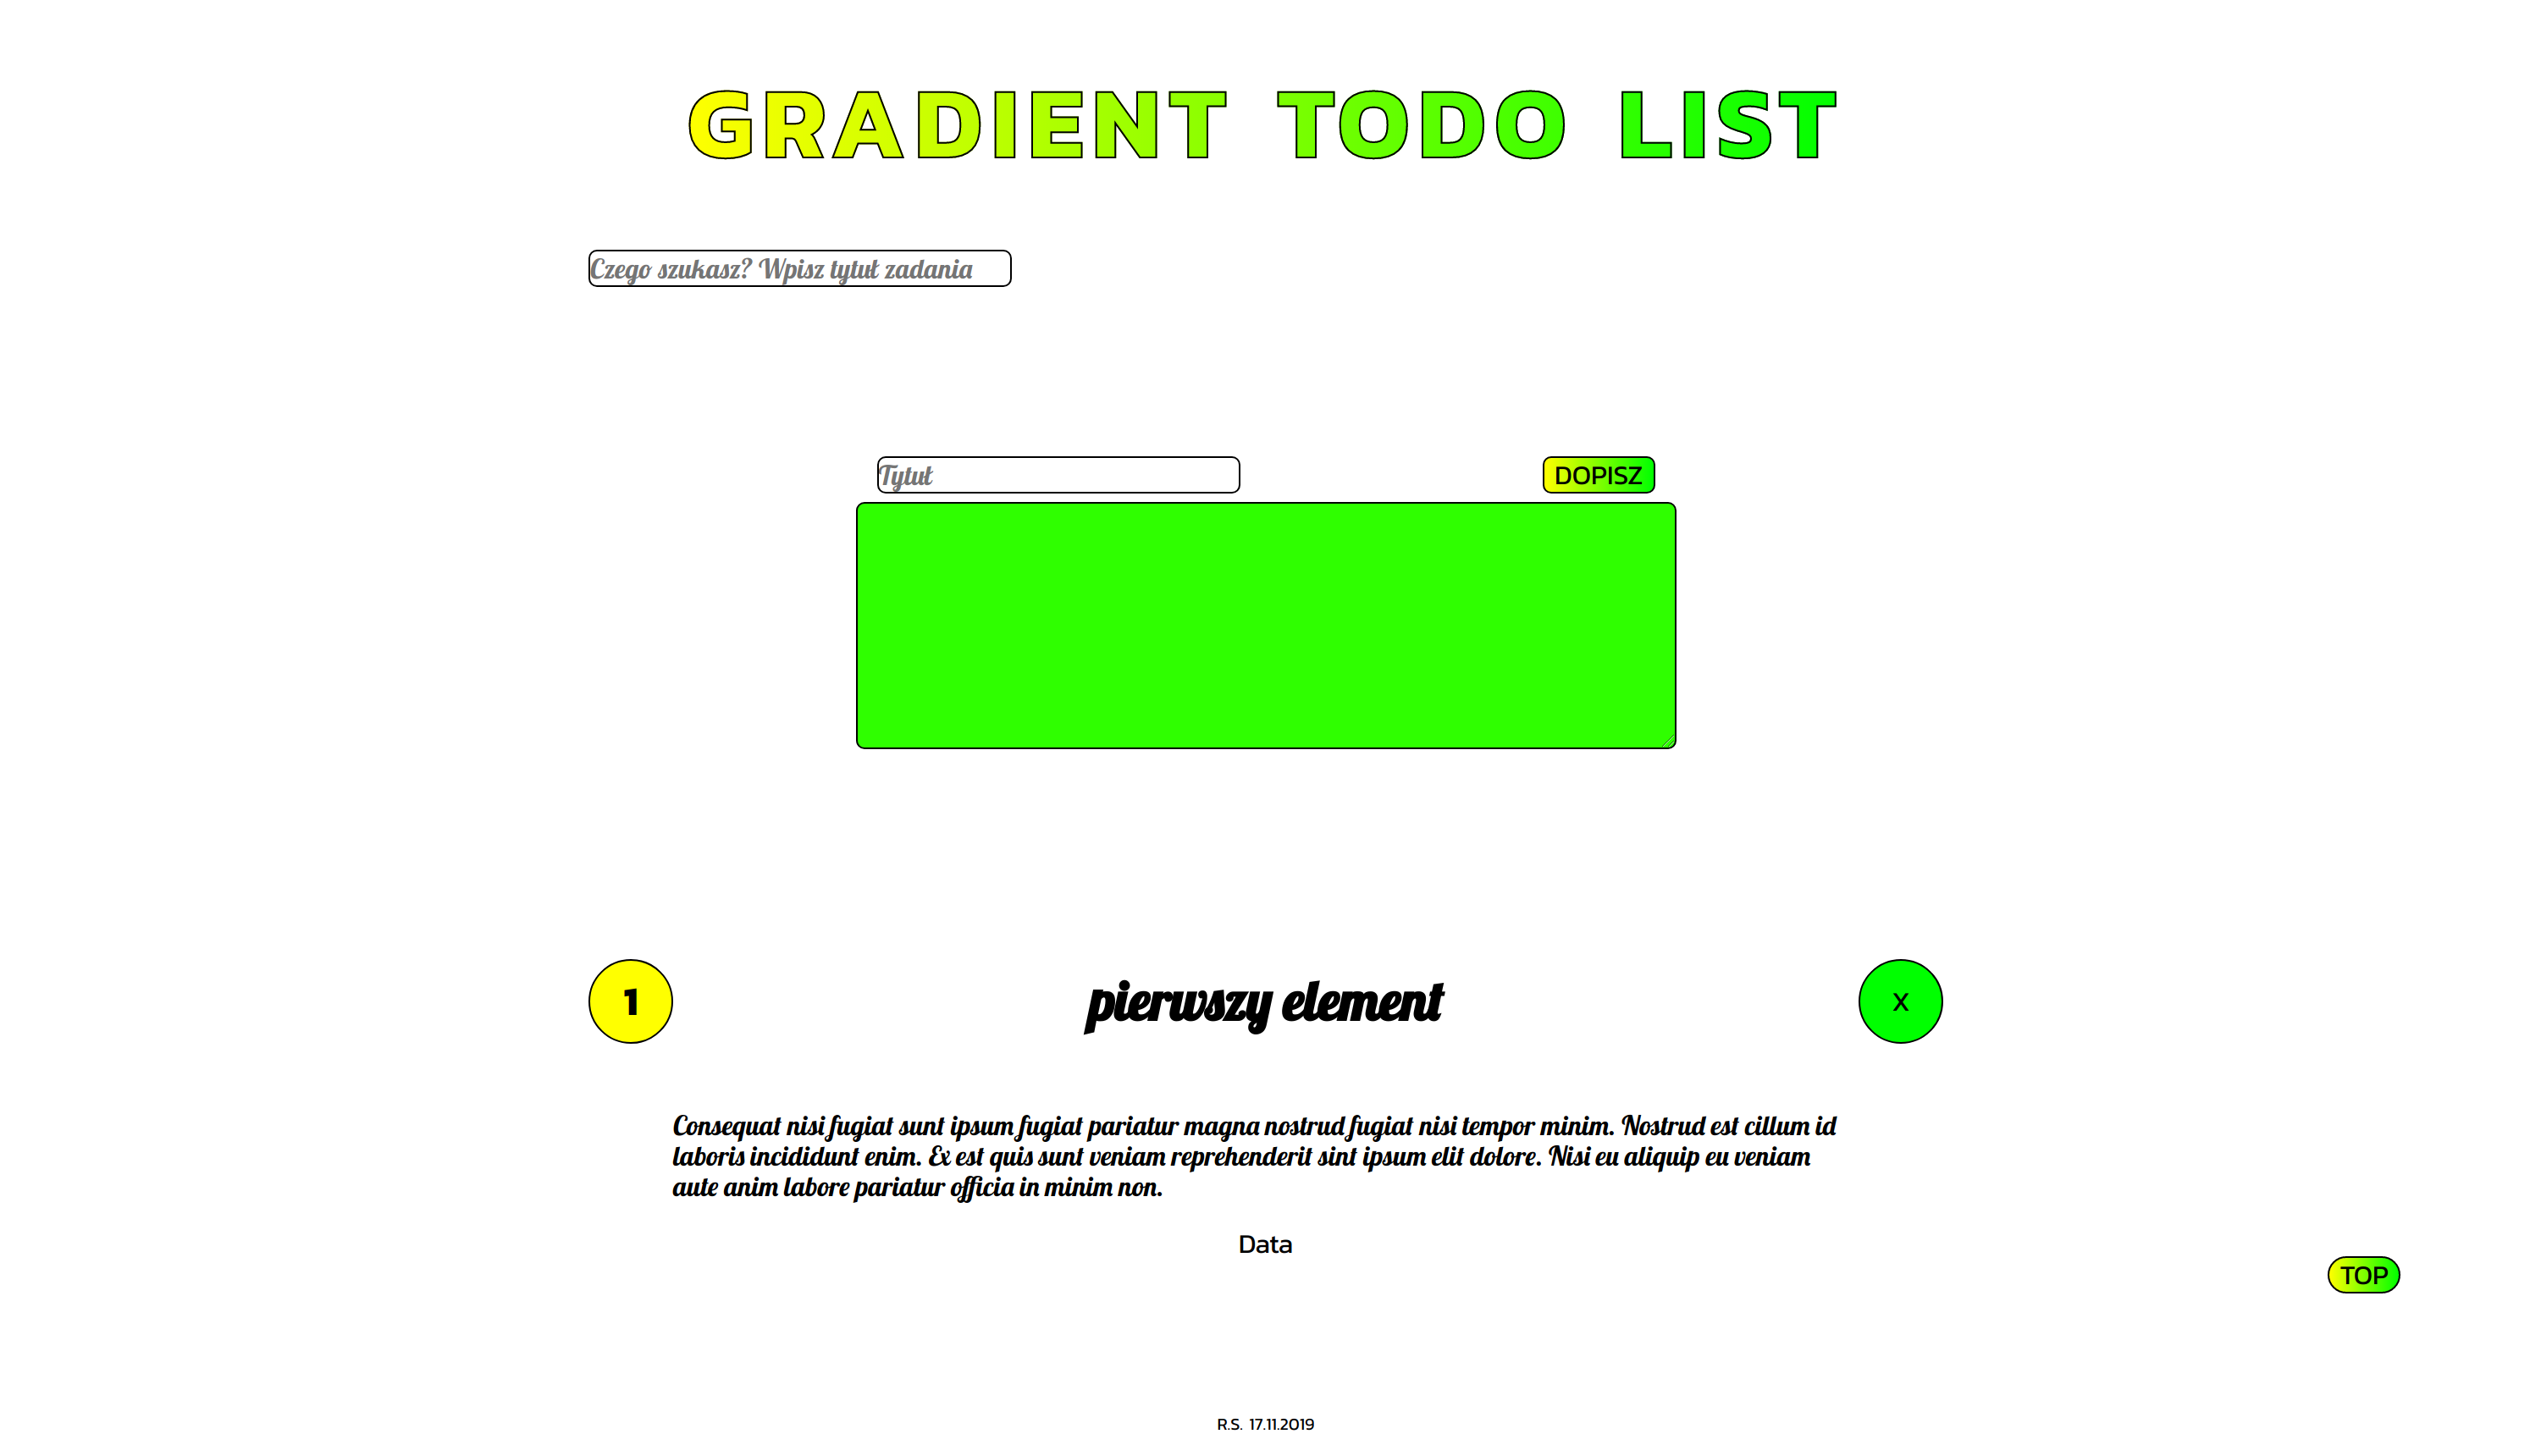 GRADIENT TODO LIST
Czego szukasz? Wpisz tytuł zadania
Tytuł
DOPISZ
1
pierwszy element
X
Consequat nisi fugiat sunt ipsum fugiat pariatur magna nostrud fugiat nisi tempor minim. Nostrud est cillum id
laboris incididunt enim. Ex est quis sunt veniam reprehenderit sint ipsum elit dolore. Nisi eu aliquip eu veniam
aute anim labore pariatur officia in minim non.
Data
TOP
R.S. 17.11.2019